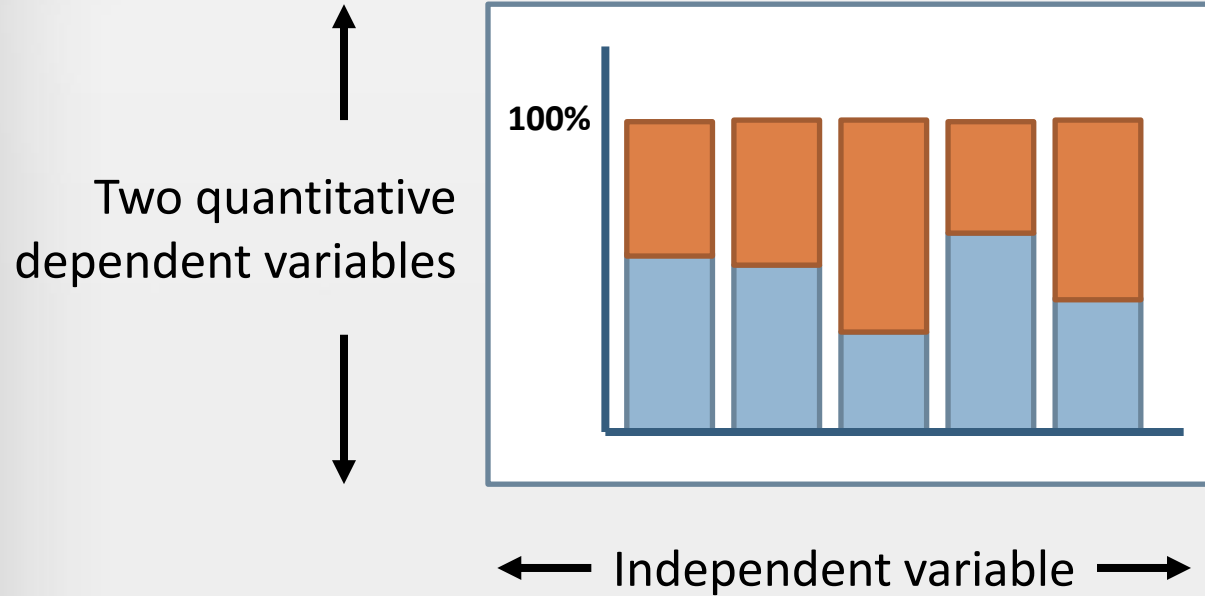 100%
Two quantitative
dependent variables
Independent variable